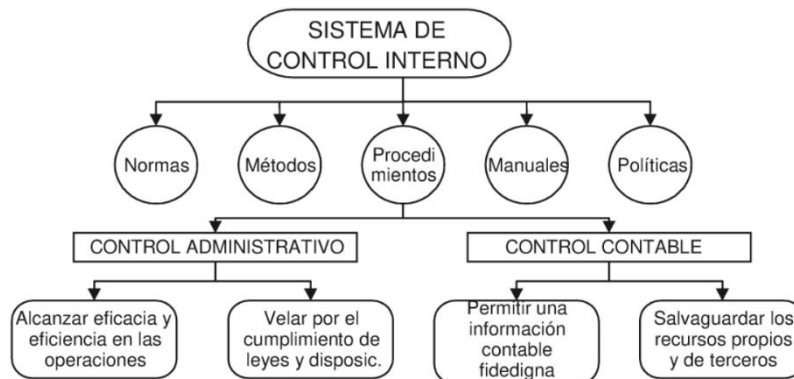 SISTEMA DE
CONTROL INTERNO
Normas
Métodos
Procedi
mientos
Manuales
Políticas
CONTROL ADMINISTRATIVO
CONTROL CONTABLE
Alcanzar eficacia y
eficiencia en las
operaciones
Velar por el
cumplimiento de
leyes y disposic.
Permitir una
información
contable
fidedigna
Salvaguardar los
recursos propios
y de terceros